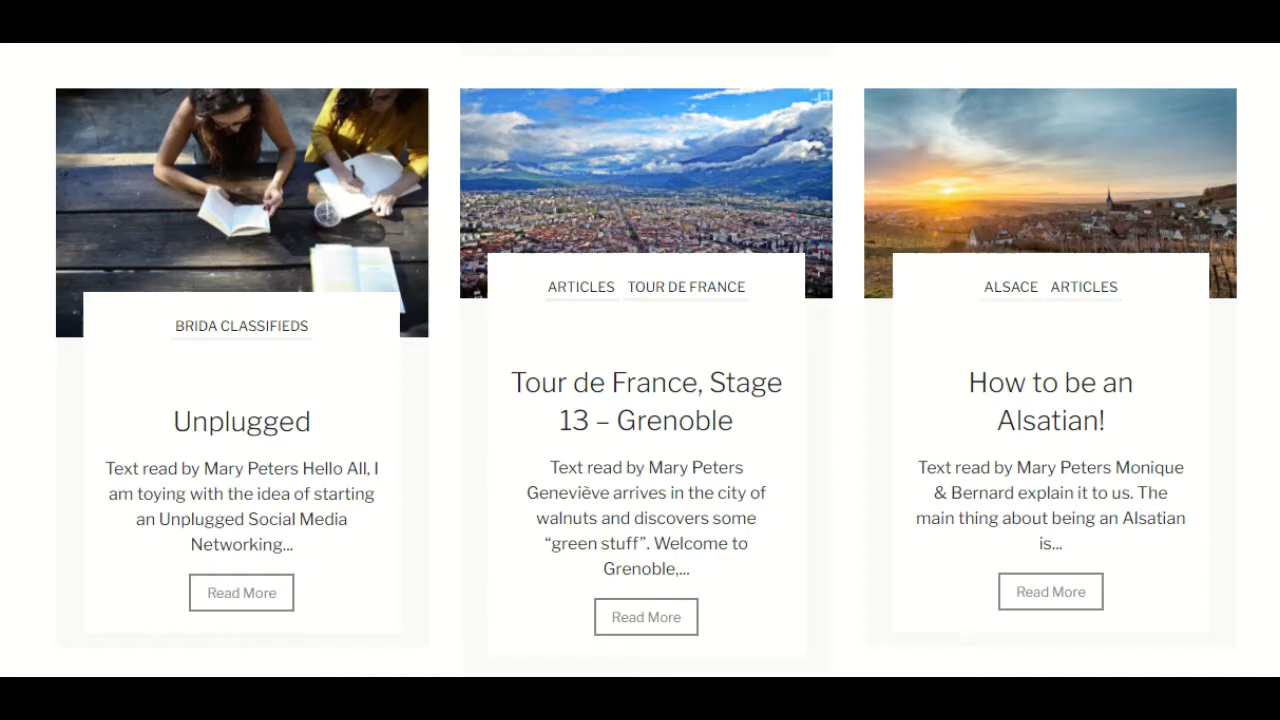 BRIDA CLASSIFIEDS
Unplugged
Text read by Mary Peters Hello All, I
am toying with the idea of starting
an Unplugged Social Media
Networking...
Read More
ARTICLES TOUR DE FRANCE
Tour de France, Stage
13 – Grenoble
Text read by Mary Peters
Geneviève arrives in the city of
walnuts and discovers some
“green stuff”. Welcome to
Grenoble,...
Read More
ALSACE ARTICLES
How to be an
Alsatian!
Text read by Mary Peters Monique
& Bernard explain it to us. The
main thing about being an Alsatian
is...
Read More